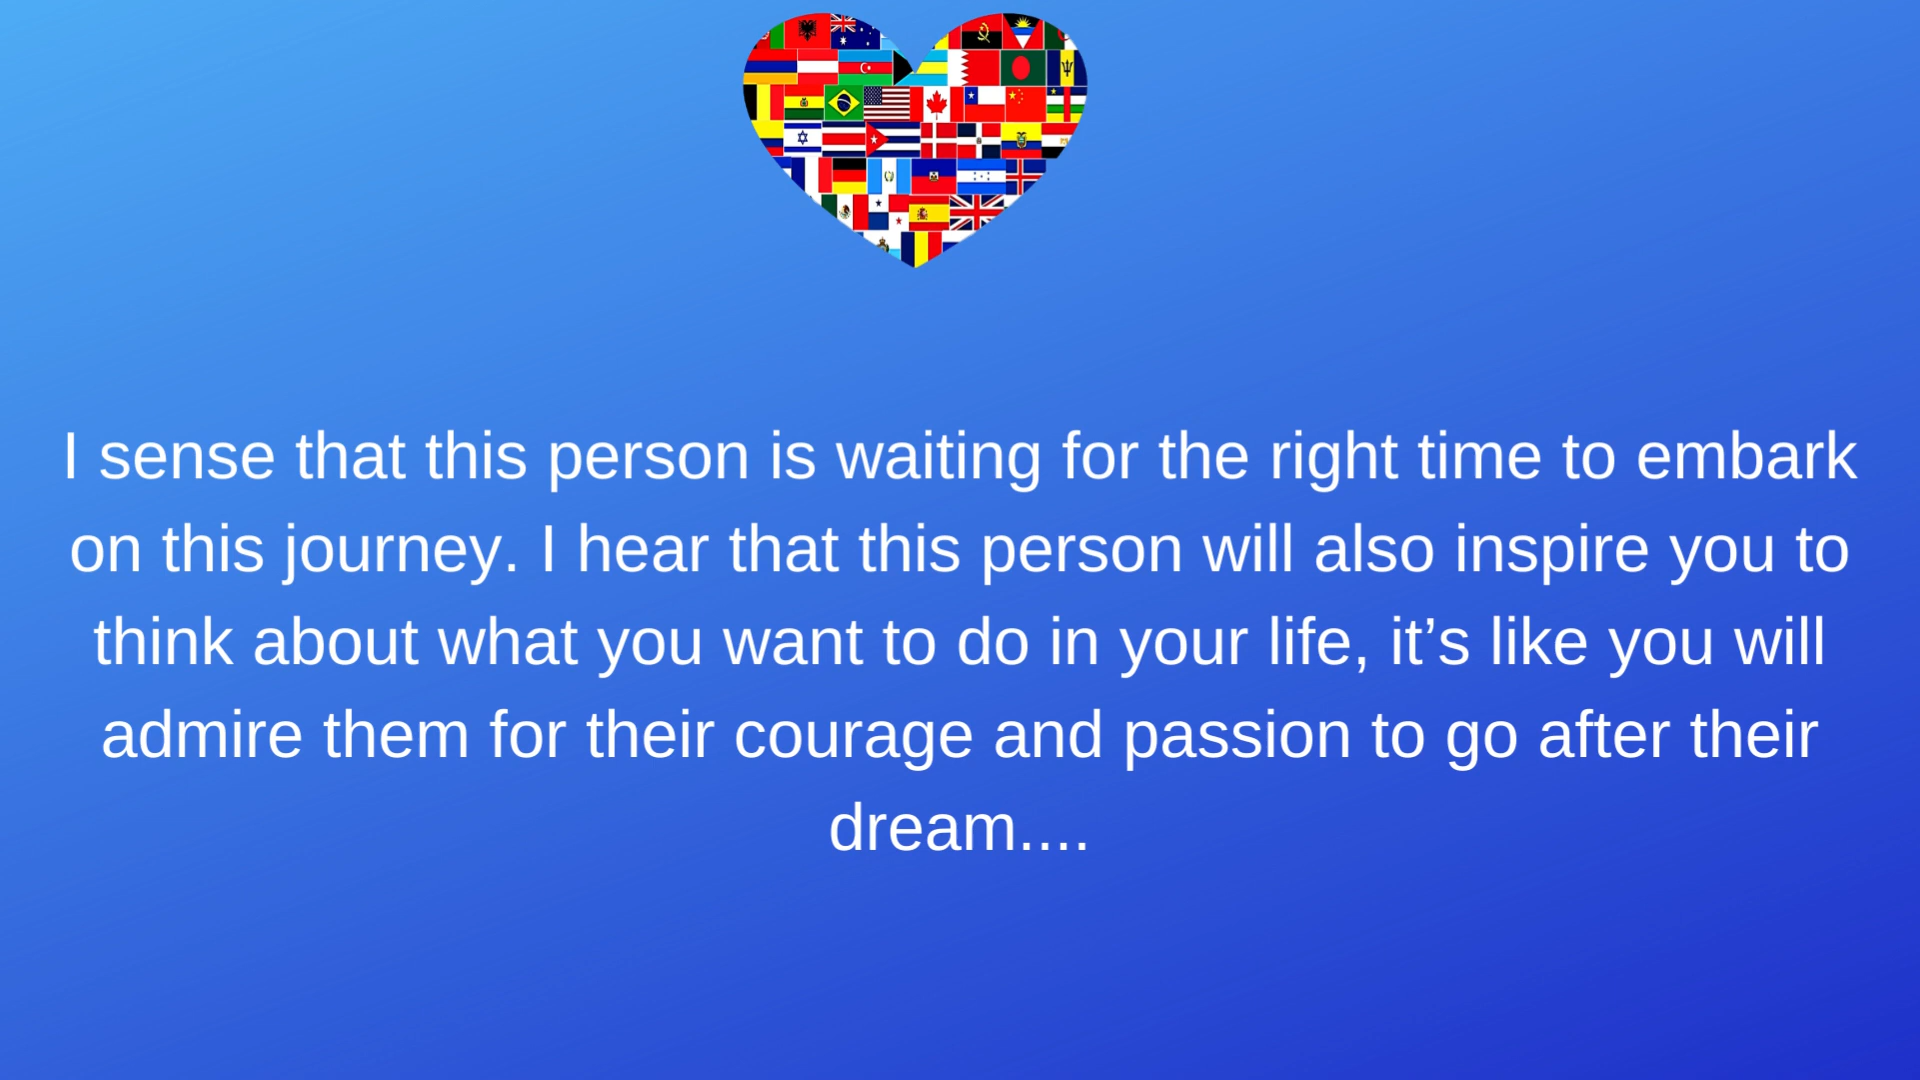 I sense that this person is waiting for the right time to embark
on this journey. I hear that this person will also inspire you to
think about what you want to do in your life, it’s like you will
admire them for their courage and passion to go after their
dream....